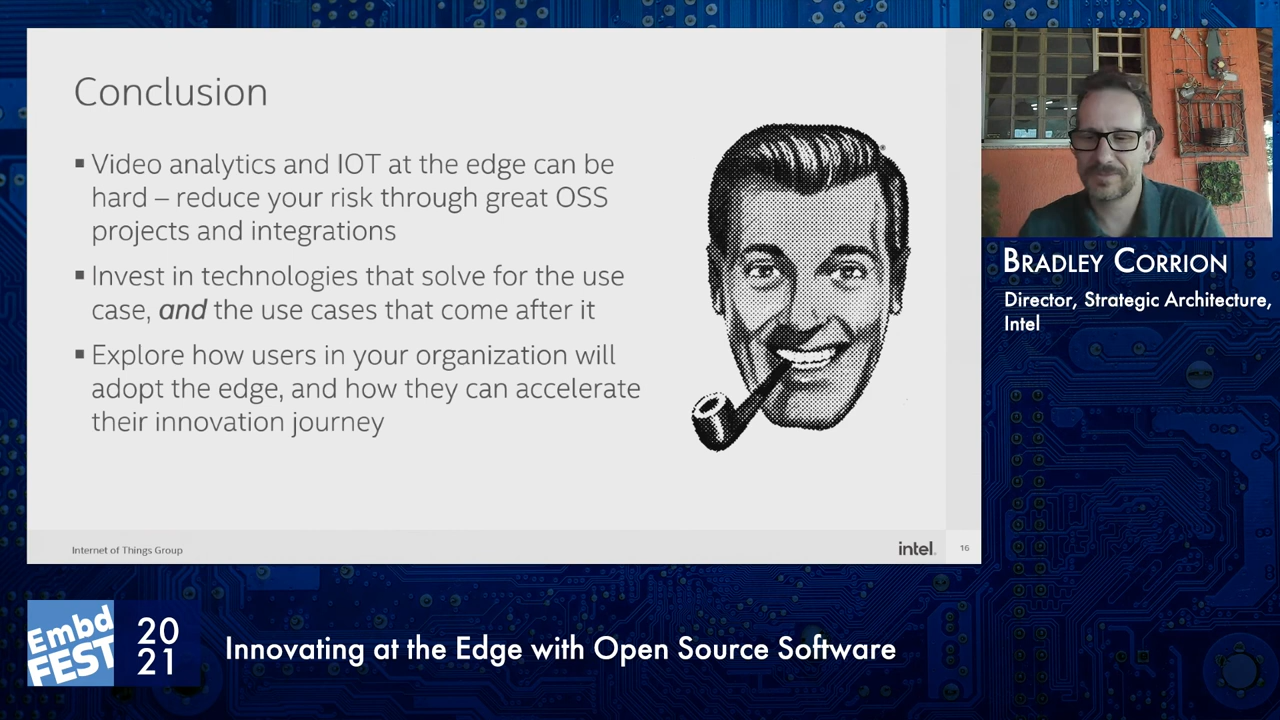 Conclusion
▪ Video analytics and IOT at the edge can be
hard – reduce your risk through great OSS
projects and integrations
▪ Invest in technologies that solve for the use
case, and the use cases that come after it
▪ Explore how users in your organization will
adopt the edge, and how they can accelerate
their innovation journey
Internet of Things Group
intel.
16
BRADLEY CORRION
Director, Strategic Architecture,
Intel
Embd
FEST
20
21
Innovating at the Edge with Open Source Software